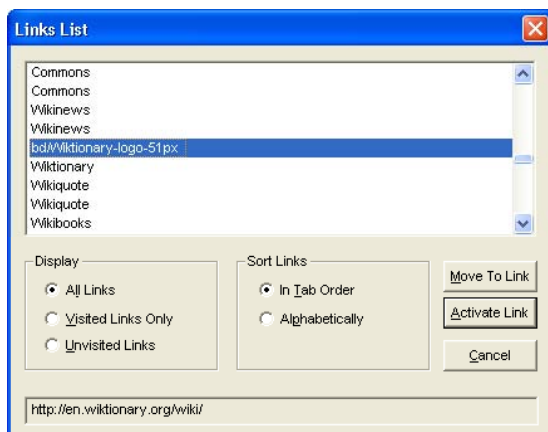 Links List
Commons
Commons
Wikinews
Wikinews
bd/Wiktionary-logo-51px
Wiktionary
Wikiquote
Wikiquote
Wikibooks
Display
All Links
Visited Links Only
Unvisited Links
Sort Links
In Tab Order
Alphabetically
Move To Link
Activate Link
Cancel
http://en.wiktionary.org/wiki/